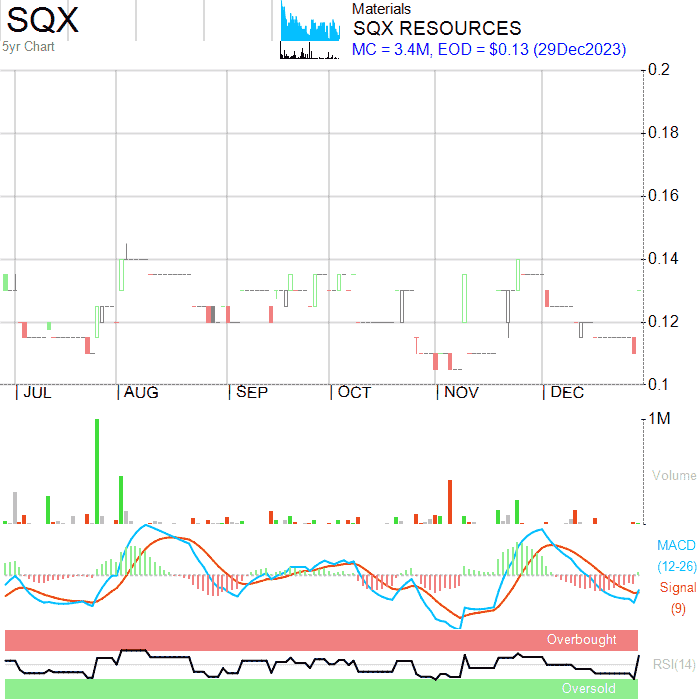 SQX
5yr Chart
Materials
SQX RESOURCES
MC = 3.4M, EOD = $0.13 (29Dec2023)
0.2
0.18
0.16
0.14
0.12
0.1
JUL AUG SEP OCT NOV DEC
1M
Volume
MACD
(12-26)
Signal
(9)
Overbought
RSI(14)
Oversold